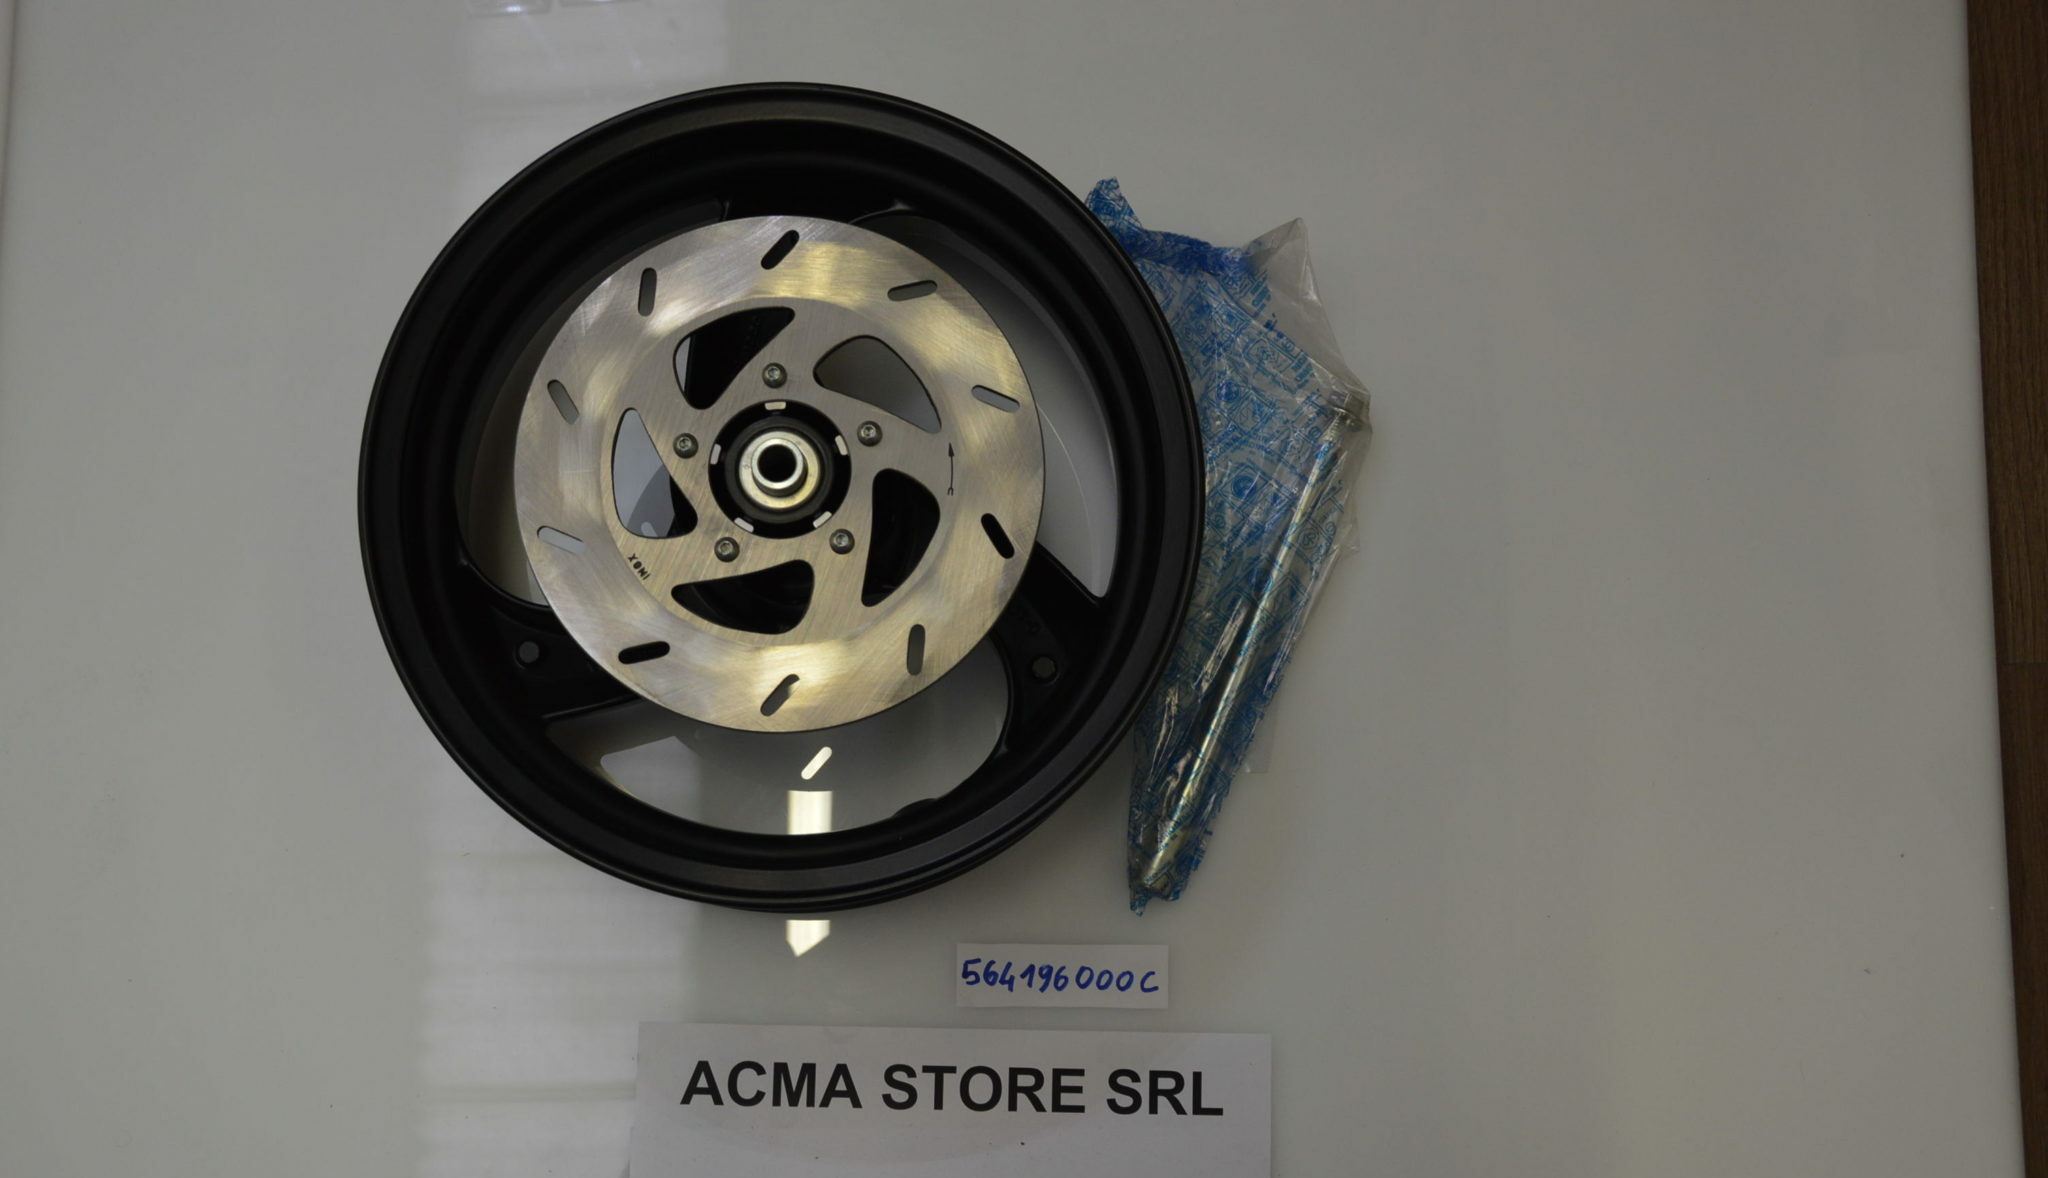 INOX
564196000C
ACMA STORE SRL